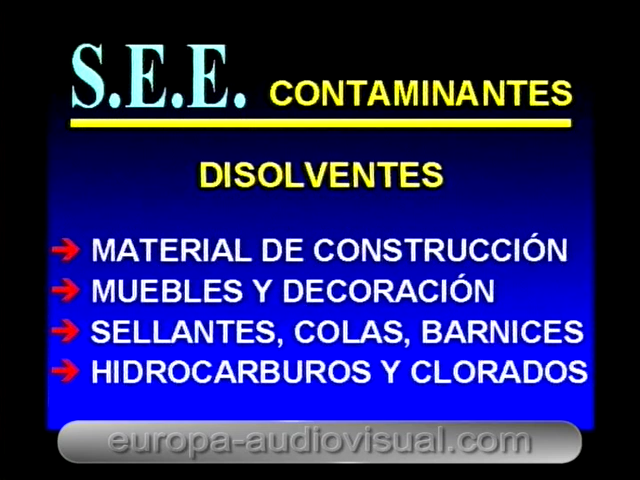 S.E.E. CONTAMINANTES
DISOLVENTES
MATERIAL DE CONSTRUCCIÓN
MUEBLES Y DECORACIÓN
SELLANTES, COLAS, BARNICES
HIDROCARBUROS Y CLORADOS
europa-audiovisual.com